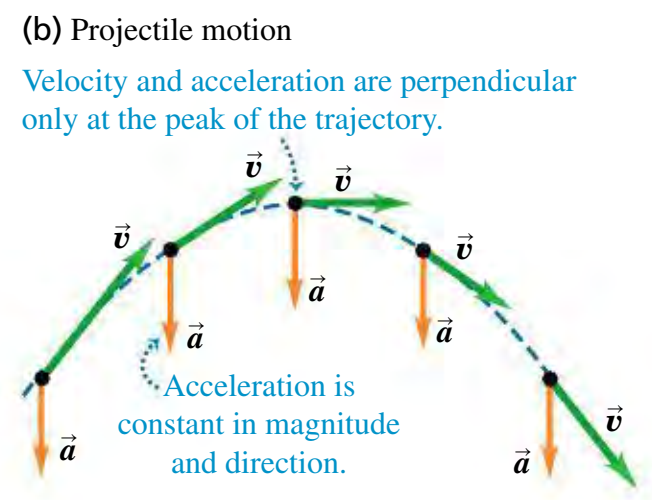 (b) Projectile motion
Velocity and acceleration are perpendicular
only at the peak of the trajectory.
v⃗
v⃗
v⃗
v⃗
v⃗
a⃗
a⃗
a⃗
a⃗
a⃗
Acceleration is
constant in magnitude
and direction.